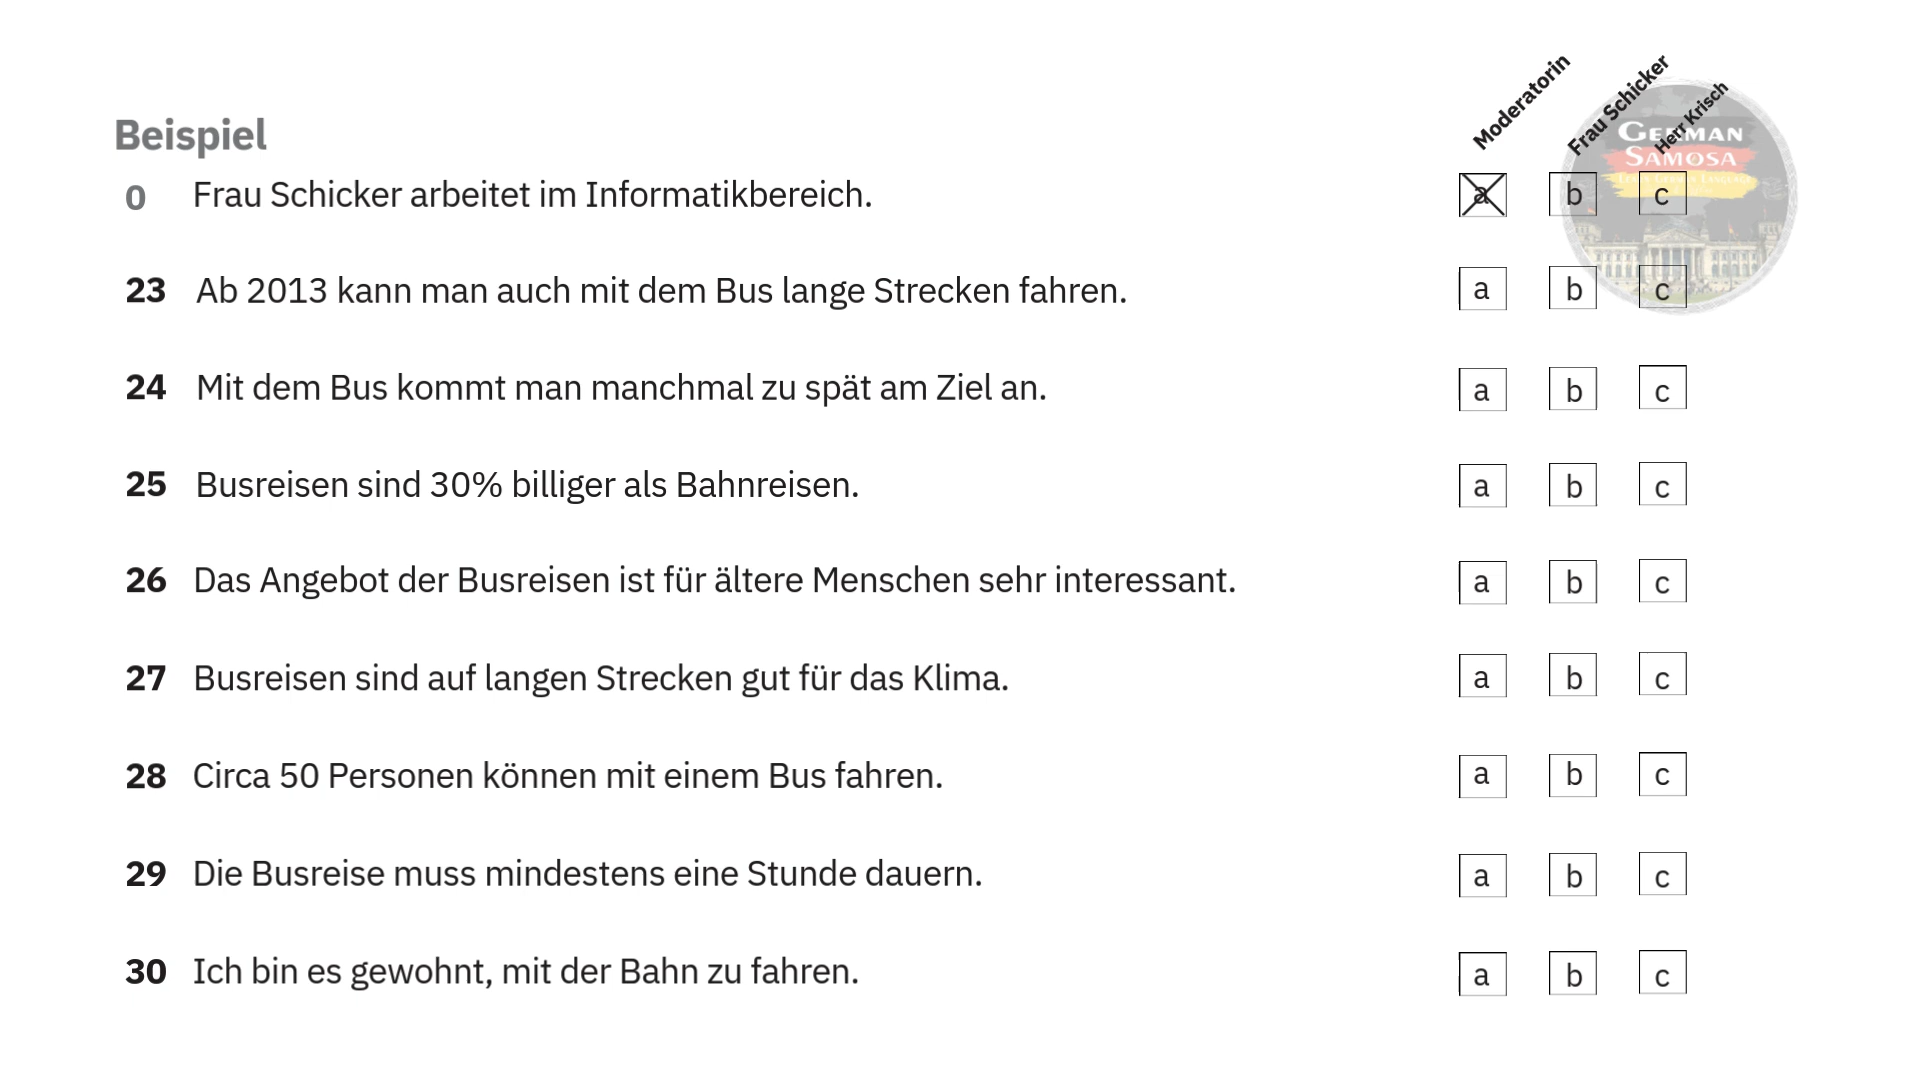 Moderatorin Frau Schicker Herr Krisch
GERMAN
SAMOSA
Beispiel
0 Frau Schicker arbeitet im Informatikbereich. a b c
23 Ab 2013 kann man auch mit dem Bus lange Strecken fahren. a b c
24 Mit dem Bus kommt man manchmal zu spät am Ziel an. a b c
25 Busreisen sind 30% billiger als Bahnreisen. a b c
26 Das Angebot der Busreisen ist für ältere Menschen sehr interessant. a b c
27 Busreisen sind auf langen Strecken gut für das Klima. a b c
28 Circa 50 Personen können mit einem Bus fahren. a b c
29 Die Busreise muss mindestens eine Stunde dauern. a b c
30 Ich bin es gewohnt, mit der Bahn zu fahren. a b c